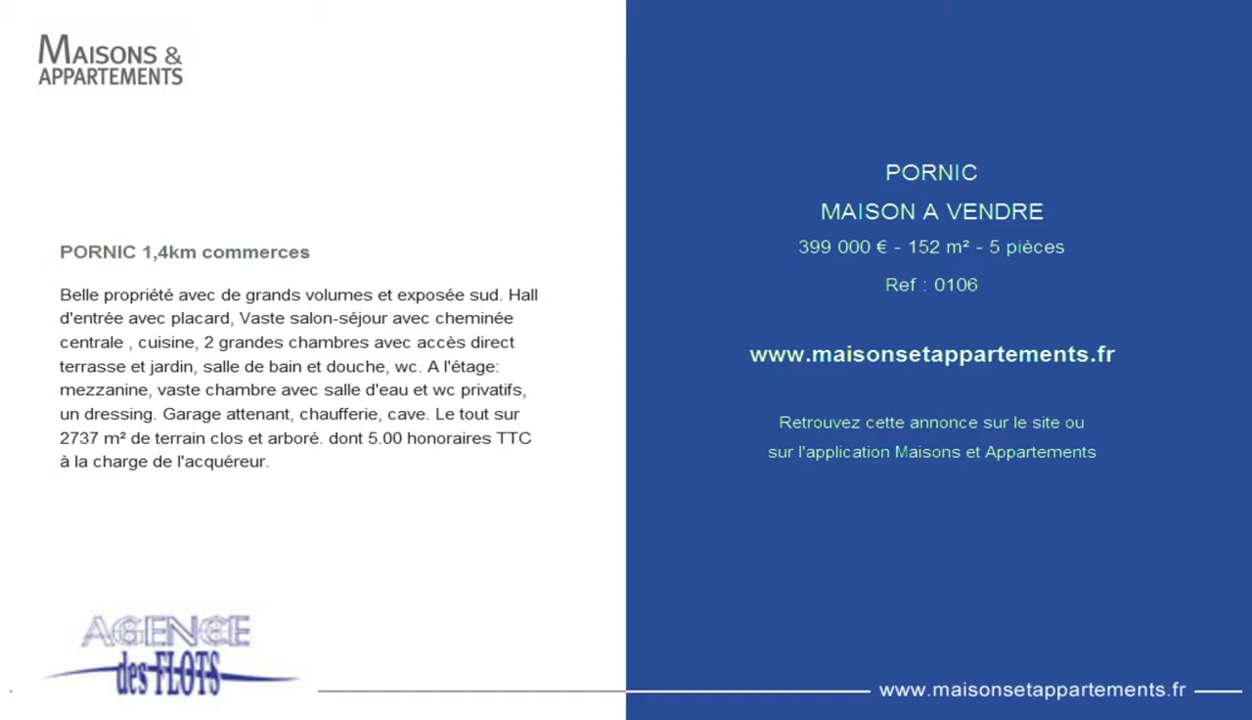 MAISONS &
APPARTEMENTS
PORNIC 1,4km commerces
Belle propriété avec de grands volumes et exposée sud. Hall
d'entrée avec placard, Vaste salon-séjour avec cheminée
centrale , cuisine, 2 grandes chambres avec accès direct
terrasse et jardin, salle de bain et douche, wc. A l'étage:
mezzanine, vaste chambre avec salle d'eau et wc privatifs,
un dressing. Garage attenant, chaufferie, cave. Le tout sur
2737 m² de terrain clos et arboré. dont 5.00 honoraires TTC
à la charge de l'acquéreur.
AGENCE
des FLOTS
PORNIC
MAISON A VENDRE
399 000 € - 152 m² - 5 pièces
Ref : 0106
www.maisonsetappartements.fr
Retrouvez cette annonce sur le site ou
sur l'application Maisons et Appartements
www.maisonsetappartements.fr